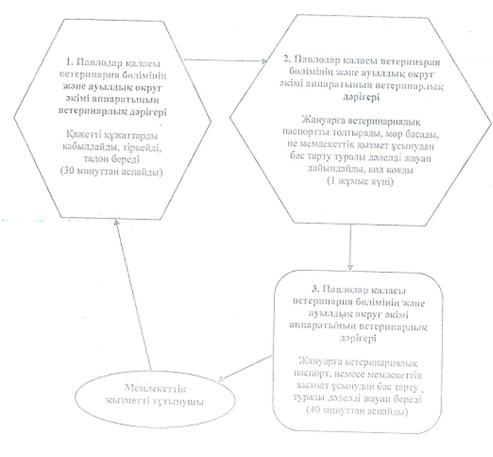 1. Павлодар қаласы
ветеринария бөлімінің
және ауылдық округ
әкімі аппаратының
ветеринарлық дәрігері
Қажетті құжаттарды
қабылдайды, тіркейді,
талон береді
(30 минуттан аспайды)
2. Павлодар қаласы ветеринария
бөлімінің және ауылдық округ
әкімі аппаратының ветеринарлық
дәрігері
Жануарға ветеринариялық
паспортты толтырады, мөр басады,
не мемлекеттік қызмет ұсынудан
бас тарту туралы дәлелді жауап
дайындайды, қол қояды
(1 жұмыс күні)
3. Павлодар қаласы
ветеринария бөлімінің және
ауылдық округ әкімі
аппаратының ветеринарлық
дәрігері
Жануарға ветеринариялық
паспорт, немесе мемлекеттік
қызмет ұсынудан бас тарту
туралы дәлелді жауап береді
(40 минуттан аспайды)
Мемлекеттік
қызметті тұтынушы